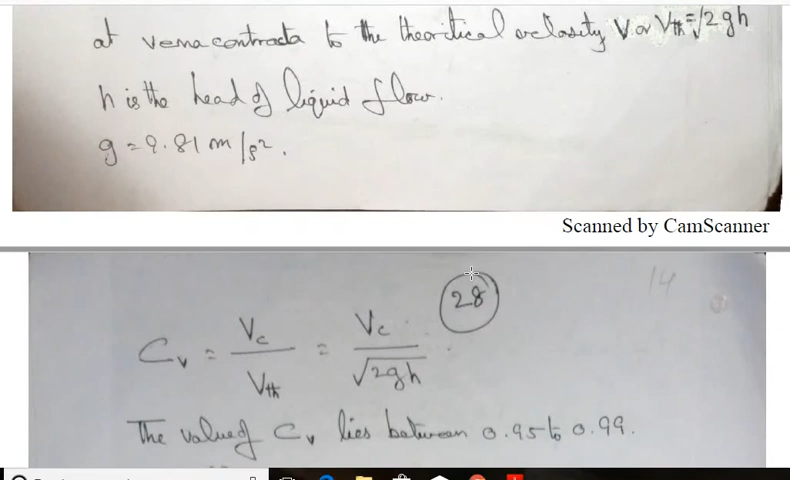 at vena contracta to the theoritical velosity V or Vth = √2gh
h is the head of liquid flow.
g = 9.81 m/s².
Scanned by CamScanner
28
14
Cv = Vc/Vth = Vc/√2gh
The value of Cv lies between 0.95 to 0.99.